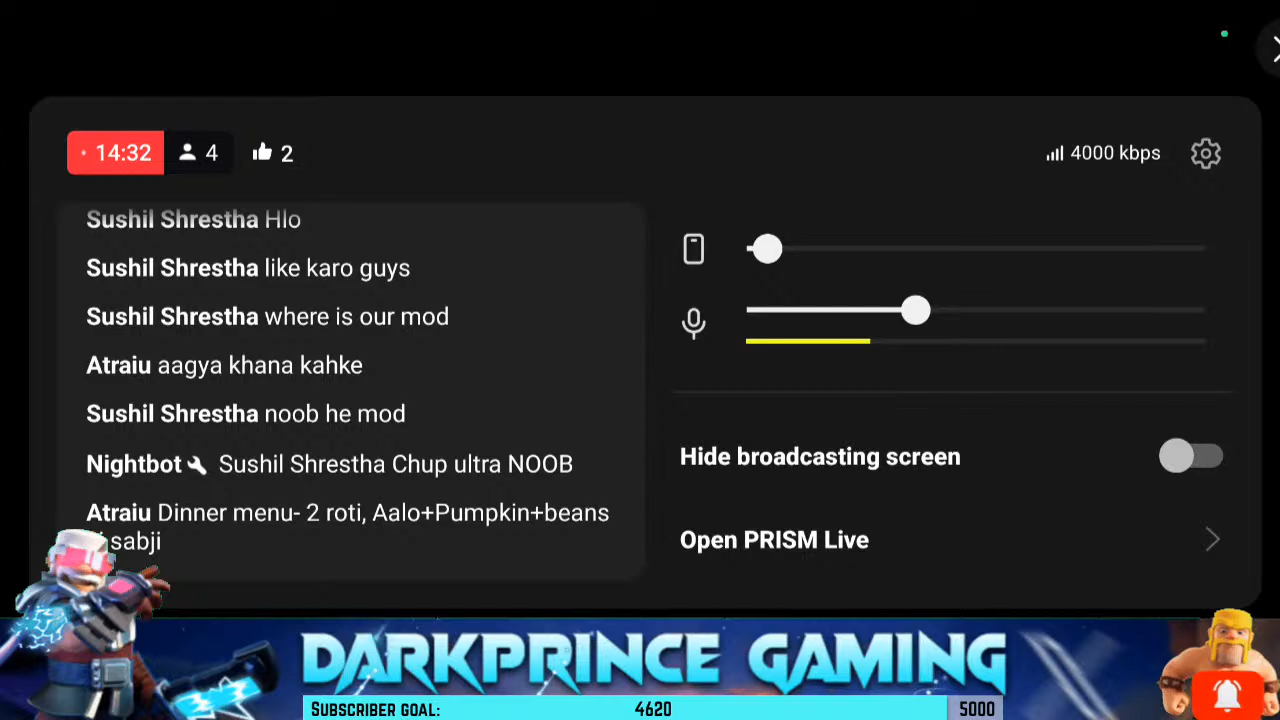 14:32 4 2 4000 kbps
Sushil Shrestha Hlo
Sushil Shrestha like karo guys
Sushil Shrestha where is our mod
Atraiu aagya khana kahke
Sushil Shrestha noob he mod
Nightbot Sushil Shrestha Chup ultra NOOB
Atraiu Dinner menu- 2 roti, Aalo+Pumpkin+beans
sabji
Hide broadcasting screen
Open PRISM Live
DARKPRINCE GAMING
SUBSCRIBER GOAL: 4620 5000